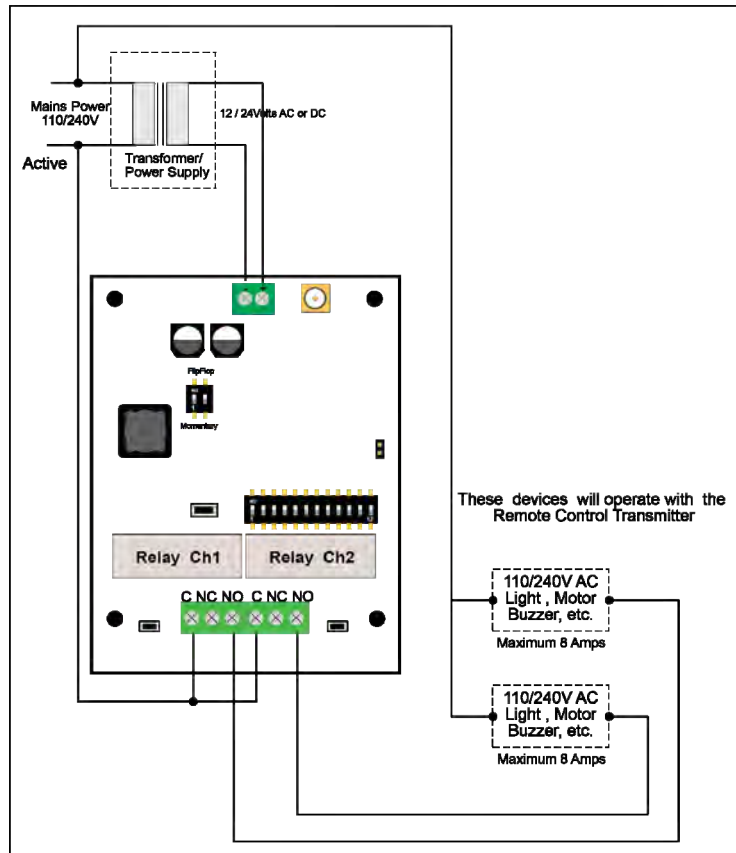 Mains Power
110/240V
Active
Transformer/
Power Supply
12 / 24Volts AC or DC
FlipFlop
Momentary
Relay Ch1
Relay Ch2
C NC NO C NC NO
These devices will operate with the
Remote Control Transmitter
110/240V AC
Light , Motor
Buzzer, etc.
Maximum 8 Amps
110/240V AC
Light , Motor
Buzzer, etc.
Maximum 8 Amps